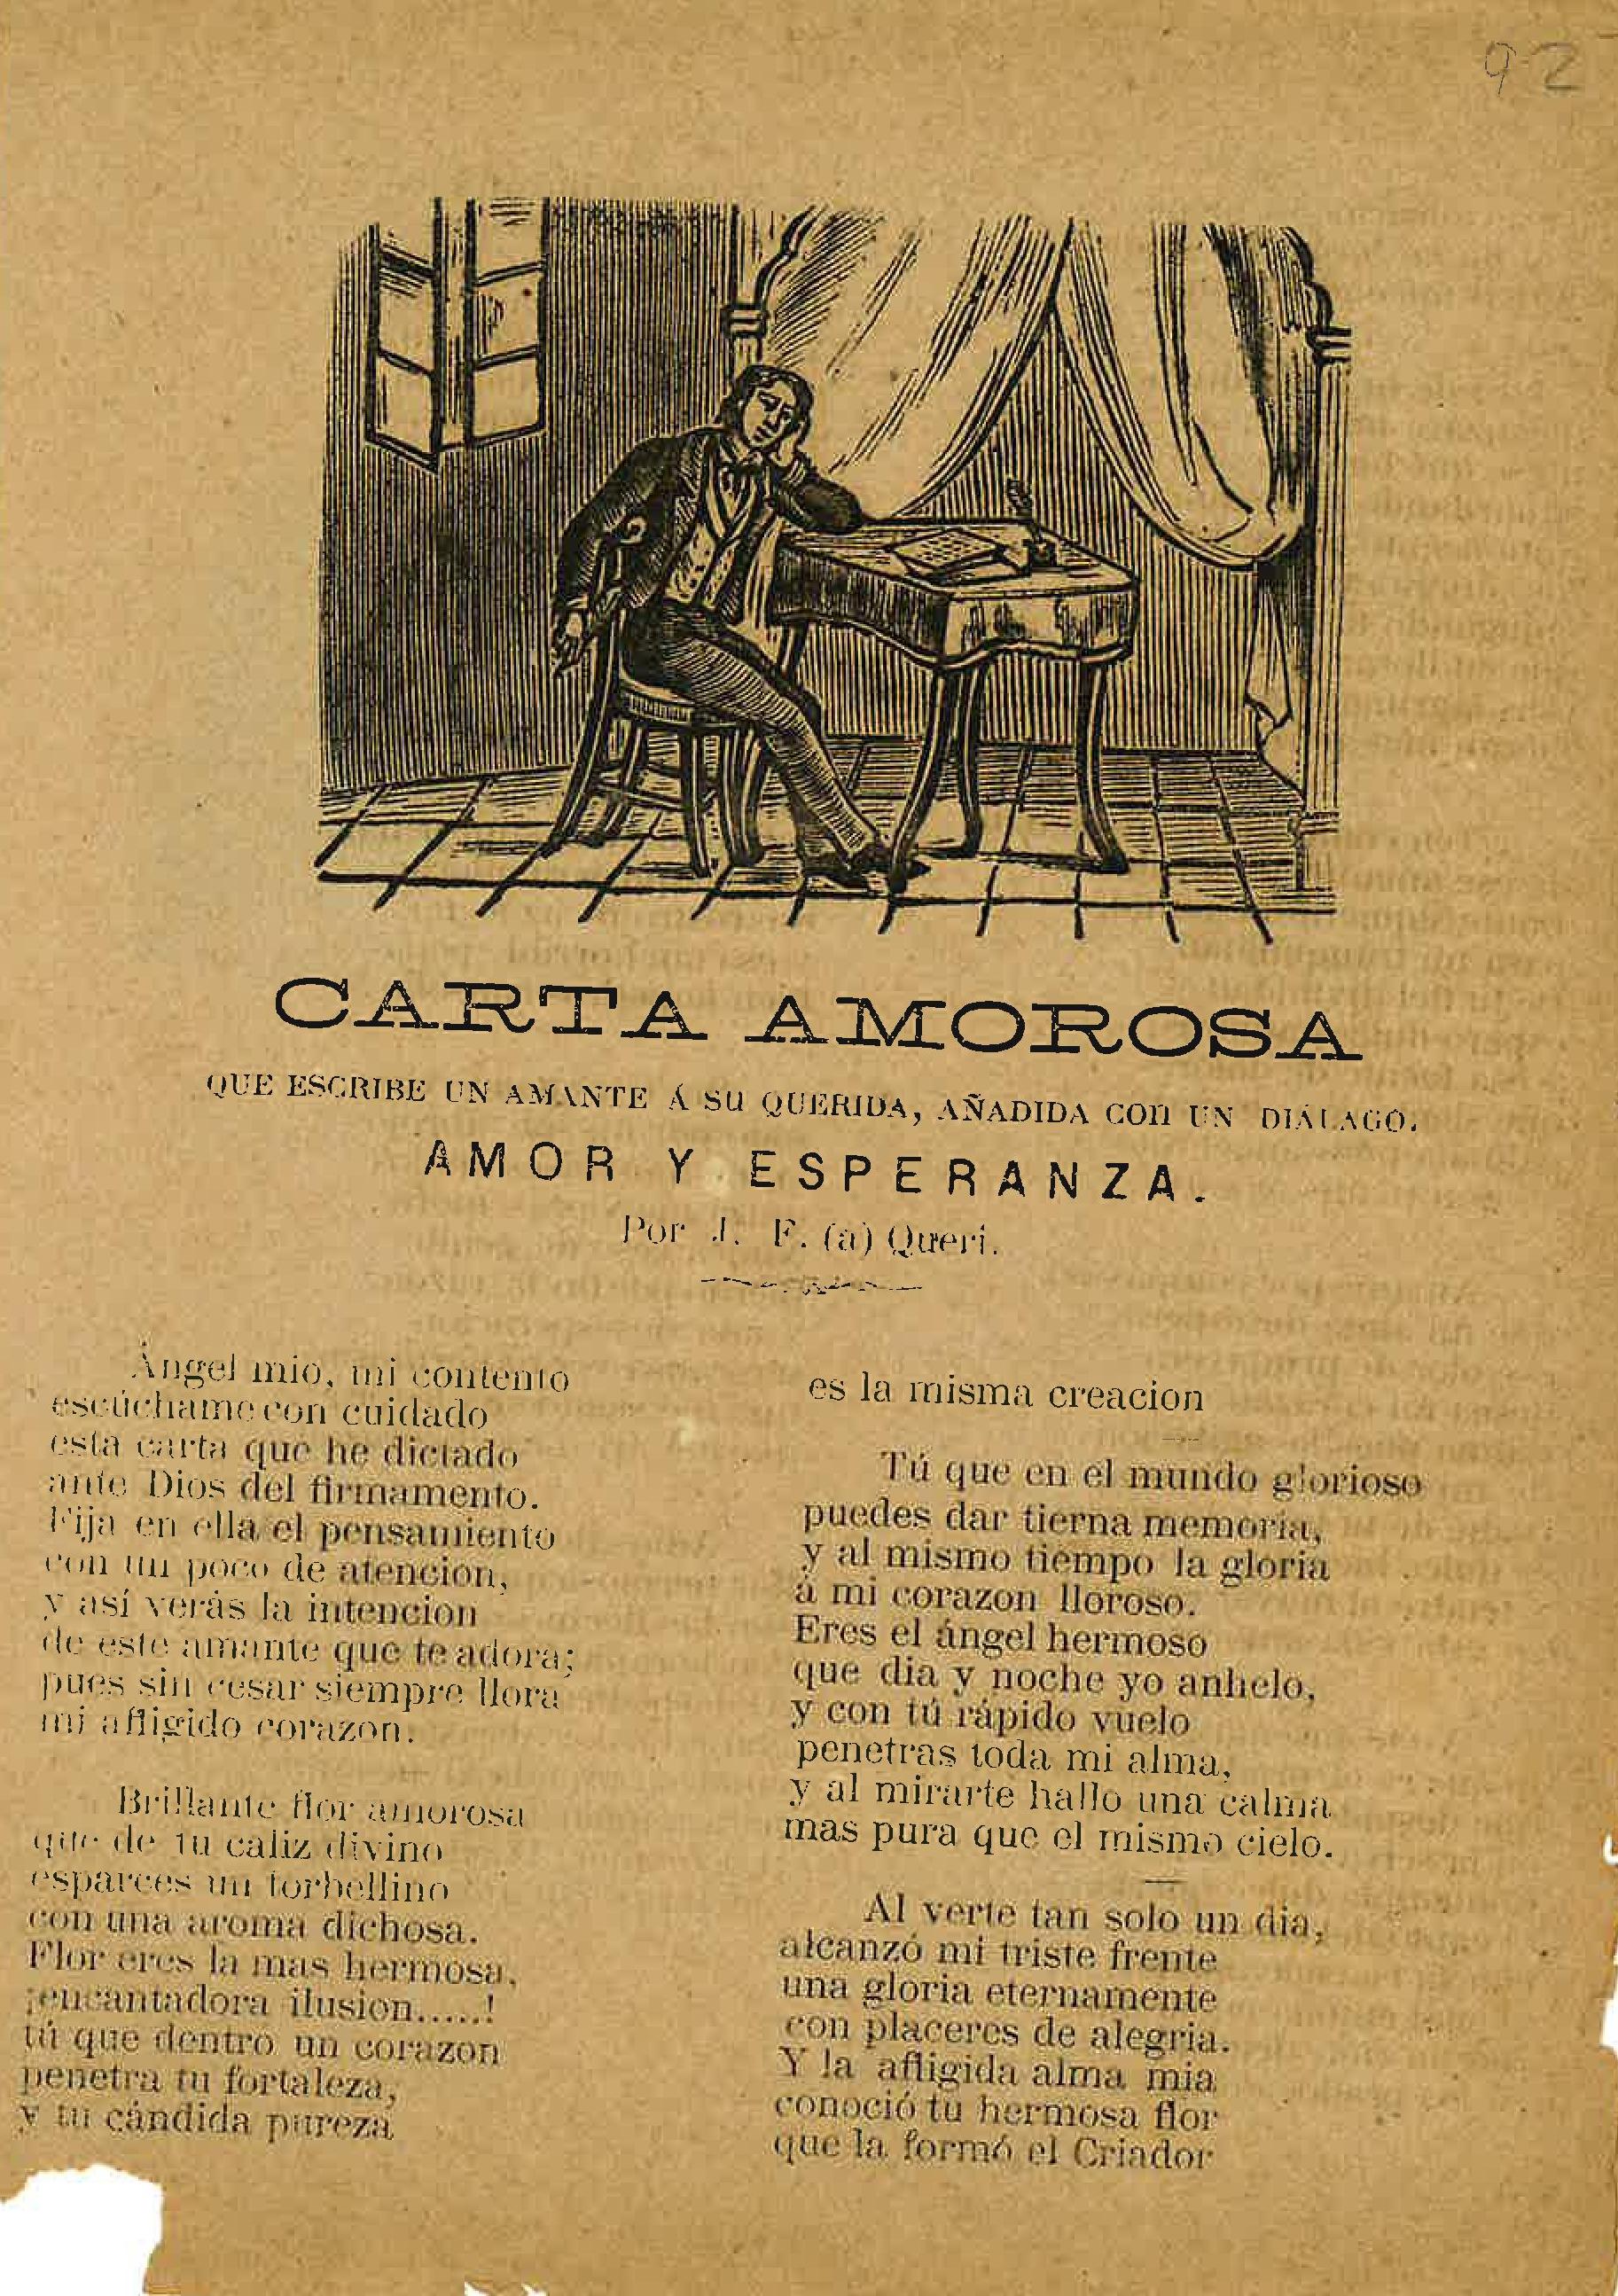 92
CARTA AMOROSA
QUE ESCRIBE UN AMANTE Á SU QUERIDA, AÑADIDA CON UN DIÁLAGO.
AMOR Y ESPERANZA.
Por J. F. (a) Queri.
Ángel mio, mi contento
escúchame con cuidado
esta carta que he dictado
ante Dios del firmamento.
Fija en ella el pensamiento
con un poco de atencion,
y así verás la intencion
de este amante que te adora;
pues sin cesar siempre llora
mi afligido corazon.
Brillante flor amorosa
que de tu caliz divino
esparces un torbellino
con una aroma dichosa.
Flor eres la mas hermosa,
¡encantadora ilusion......!
tú que dentro un corazon
penetra tu fortaleza,
y tu cándida pureza
es la misma creacion
Tú que en el mundo glorioso
puedes dar tierna memoria,
y al mismo tiempo la gloria
á mi corazon lloroso.
Eres el ángel hermoso
que dia y noche yo anhelo,
y con tú rápido vuelo
penetras toda mi alma,
y al mirarte hallo una calma
mas pura que el mismo cielo.
Al verte tan solo un dia,
alcanzó mi triste frente
una gloria eternamente
con placeres de alegria.
Y la afligida alma mia
conoció tu hermosa flor
que la formó el Criador